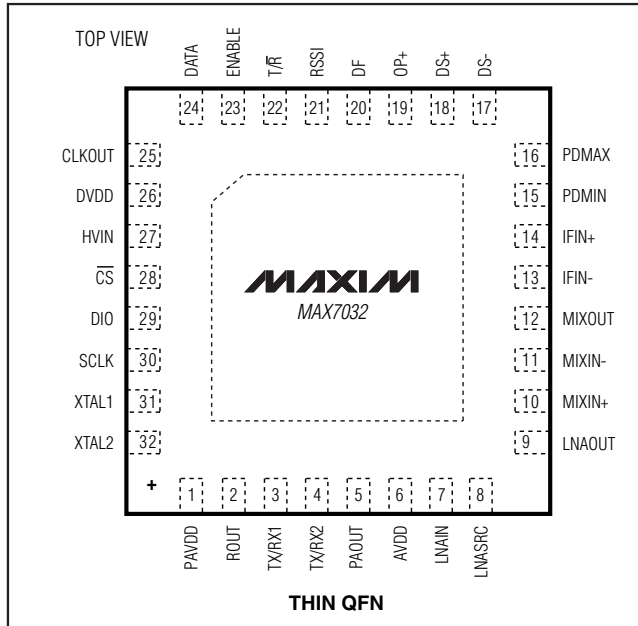 TOP VIEW
DATA
ENABLE
T/R̅
RSSI
DF
OP+
DS+
DS-
24 23 22 21 20 19 18 17
CLKOUT 25
DVDD 26
HVIN 27
C̅S̅ 28
DIO 29
SCLK 30
XTAL1 31
XTAL2 32
16 PDMAX
15 PDMIN
14 IFIN+
13 IFIN-
12 MIXOUT
11 MIXIN-
10 MIXIN+
9 LNAOUT
MAXIM
MAX7032
+
1 2 3 4 5 6 7 8
PAVDD
ROUT
TX/RX1
TX/RX2
PAOUT
AVDD
LNAIN
LNASRC
THIN QFN